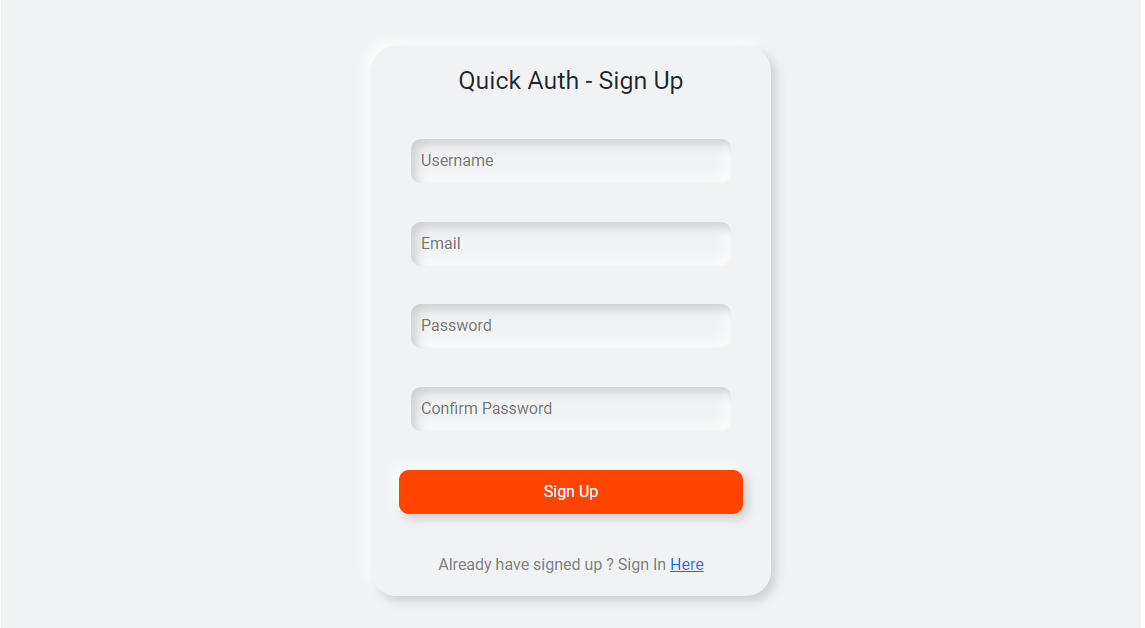 Quick Auth - Sign Up
Username
Email
Password
Confirm Password
Sign Up
Already have signed up ? Sign In Here